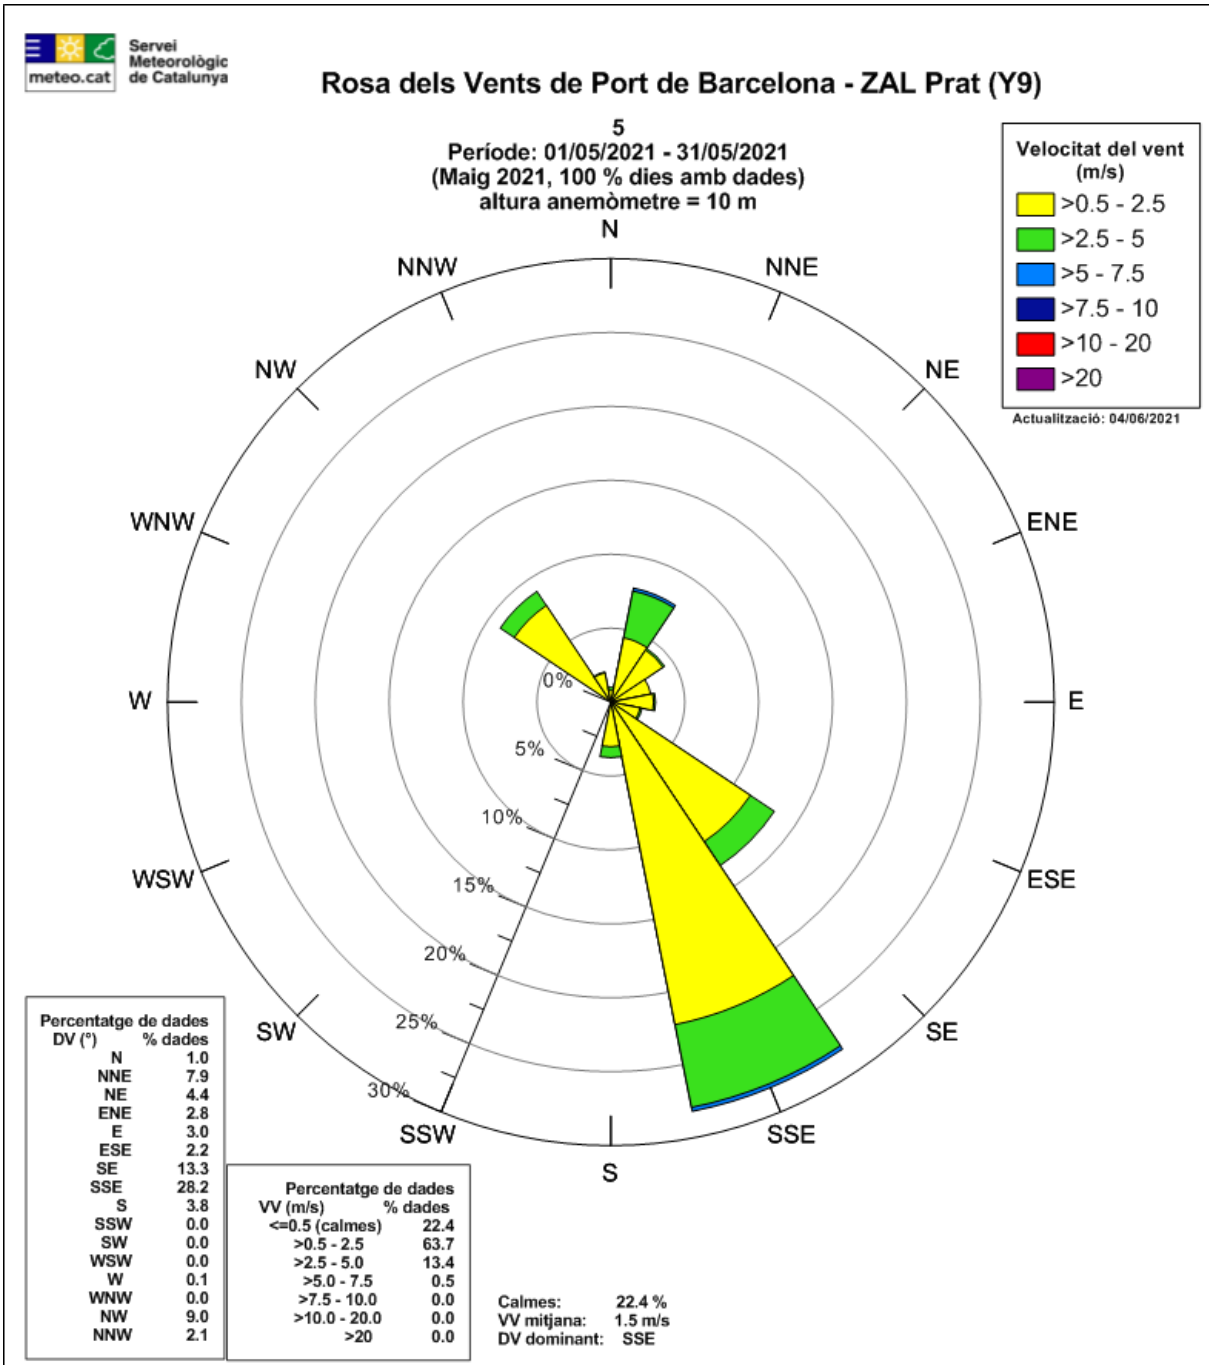 Servei
Meteorològic
de Catalunya
meteo.cat
Rosa dels Vents de Port de Barcelona - ZAL Prat (Y9)
5
Període: 01/05/2021 - 31/05/2021
(Maig 2021, 100 % dies amb dades)
altura anemòmetre = 10 m
Velocitat del vent
(m/s)
>0.5 - 2.5
>2.5 - 5
>5 - 7.5
>7.5 - 10
>10 - 20
>20
Actualització: 04/06/2021
N
NNE
NE
ENE
E
ESE
SE
SSE
S
SSW
SW
WSW
W
WNW
NW
NNW
0%
5%
10%
15%
20%
25%
30%
Percentatge de dades
DV (°) % dades
N 1.0
NNE 7.9
NE 4.4
ENE 2.8
E 3.0
ESE 2.2
SE 13.3
SSE 28.2
S 3.8
SSW 0.0
SW 0.0
WSW 0.0
W 0.1
WNW 0.0
NW 9.0
NNW 2.1
Percentatge de dades
VV (m/s) % dades
<=0.5 (calmes) 22.4
>0.5 - 2.5 63.7
>2.5 - 5.0 13.4
>5.0 - 7.5 0.5
>7.5 - 10.0 0.0
>10.0 - 20.0 0.0
>20 0.0
Calmes: 22.4 %
VV mitjana: 1.5 m/s
DV dominant: SSE